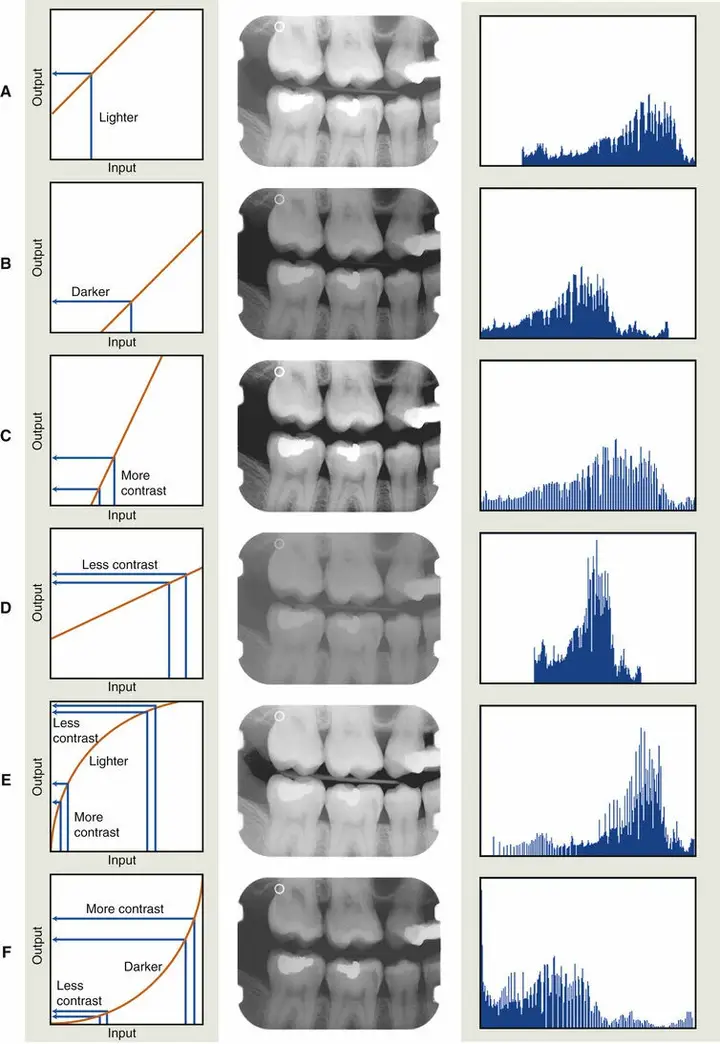 A
Output
Lighter
Input
B
Output
Darker
Input
C
Output
More
contrast
Input
D
Output
Less contrast
Input
E
Output
Less
contrast
Lighter
More
contrast
Input
F
Output
More contrast
Darker
Less
contrast
Input